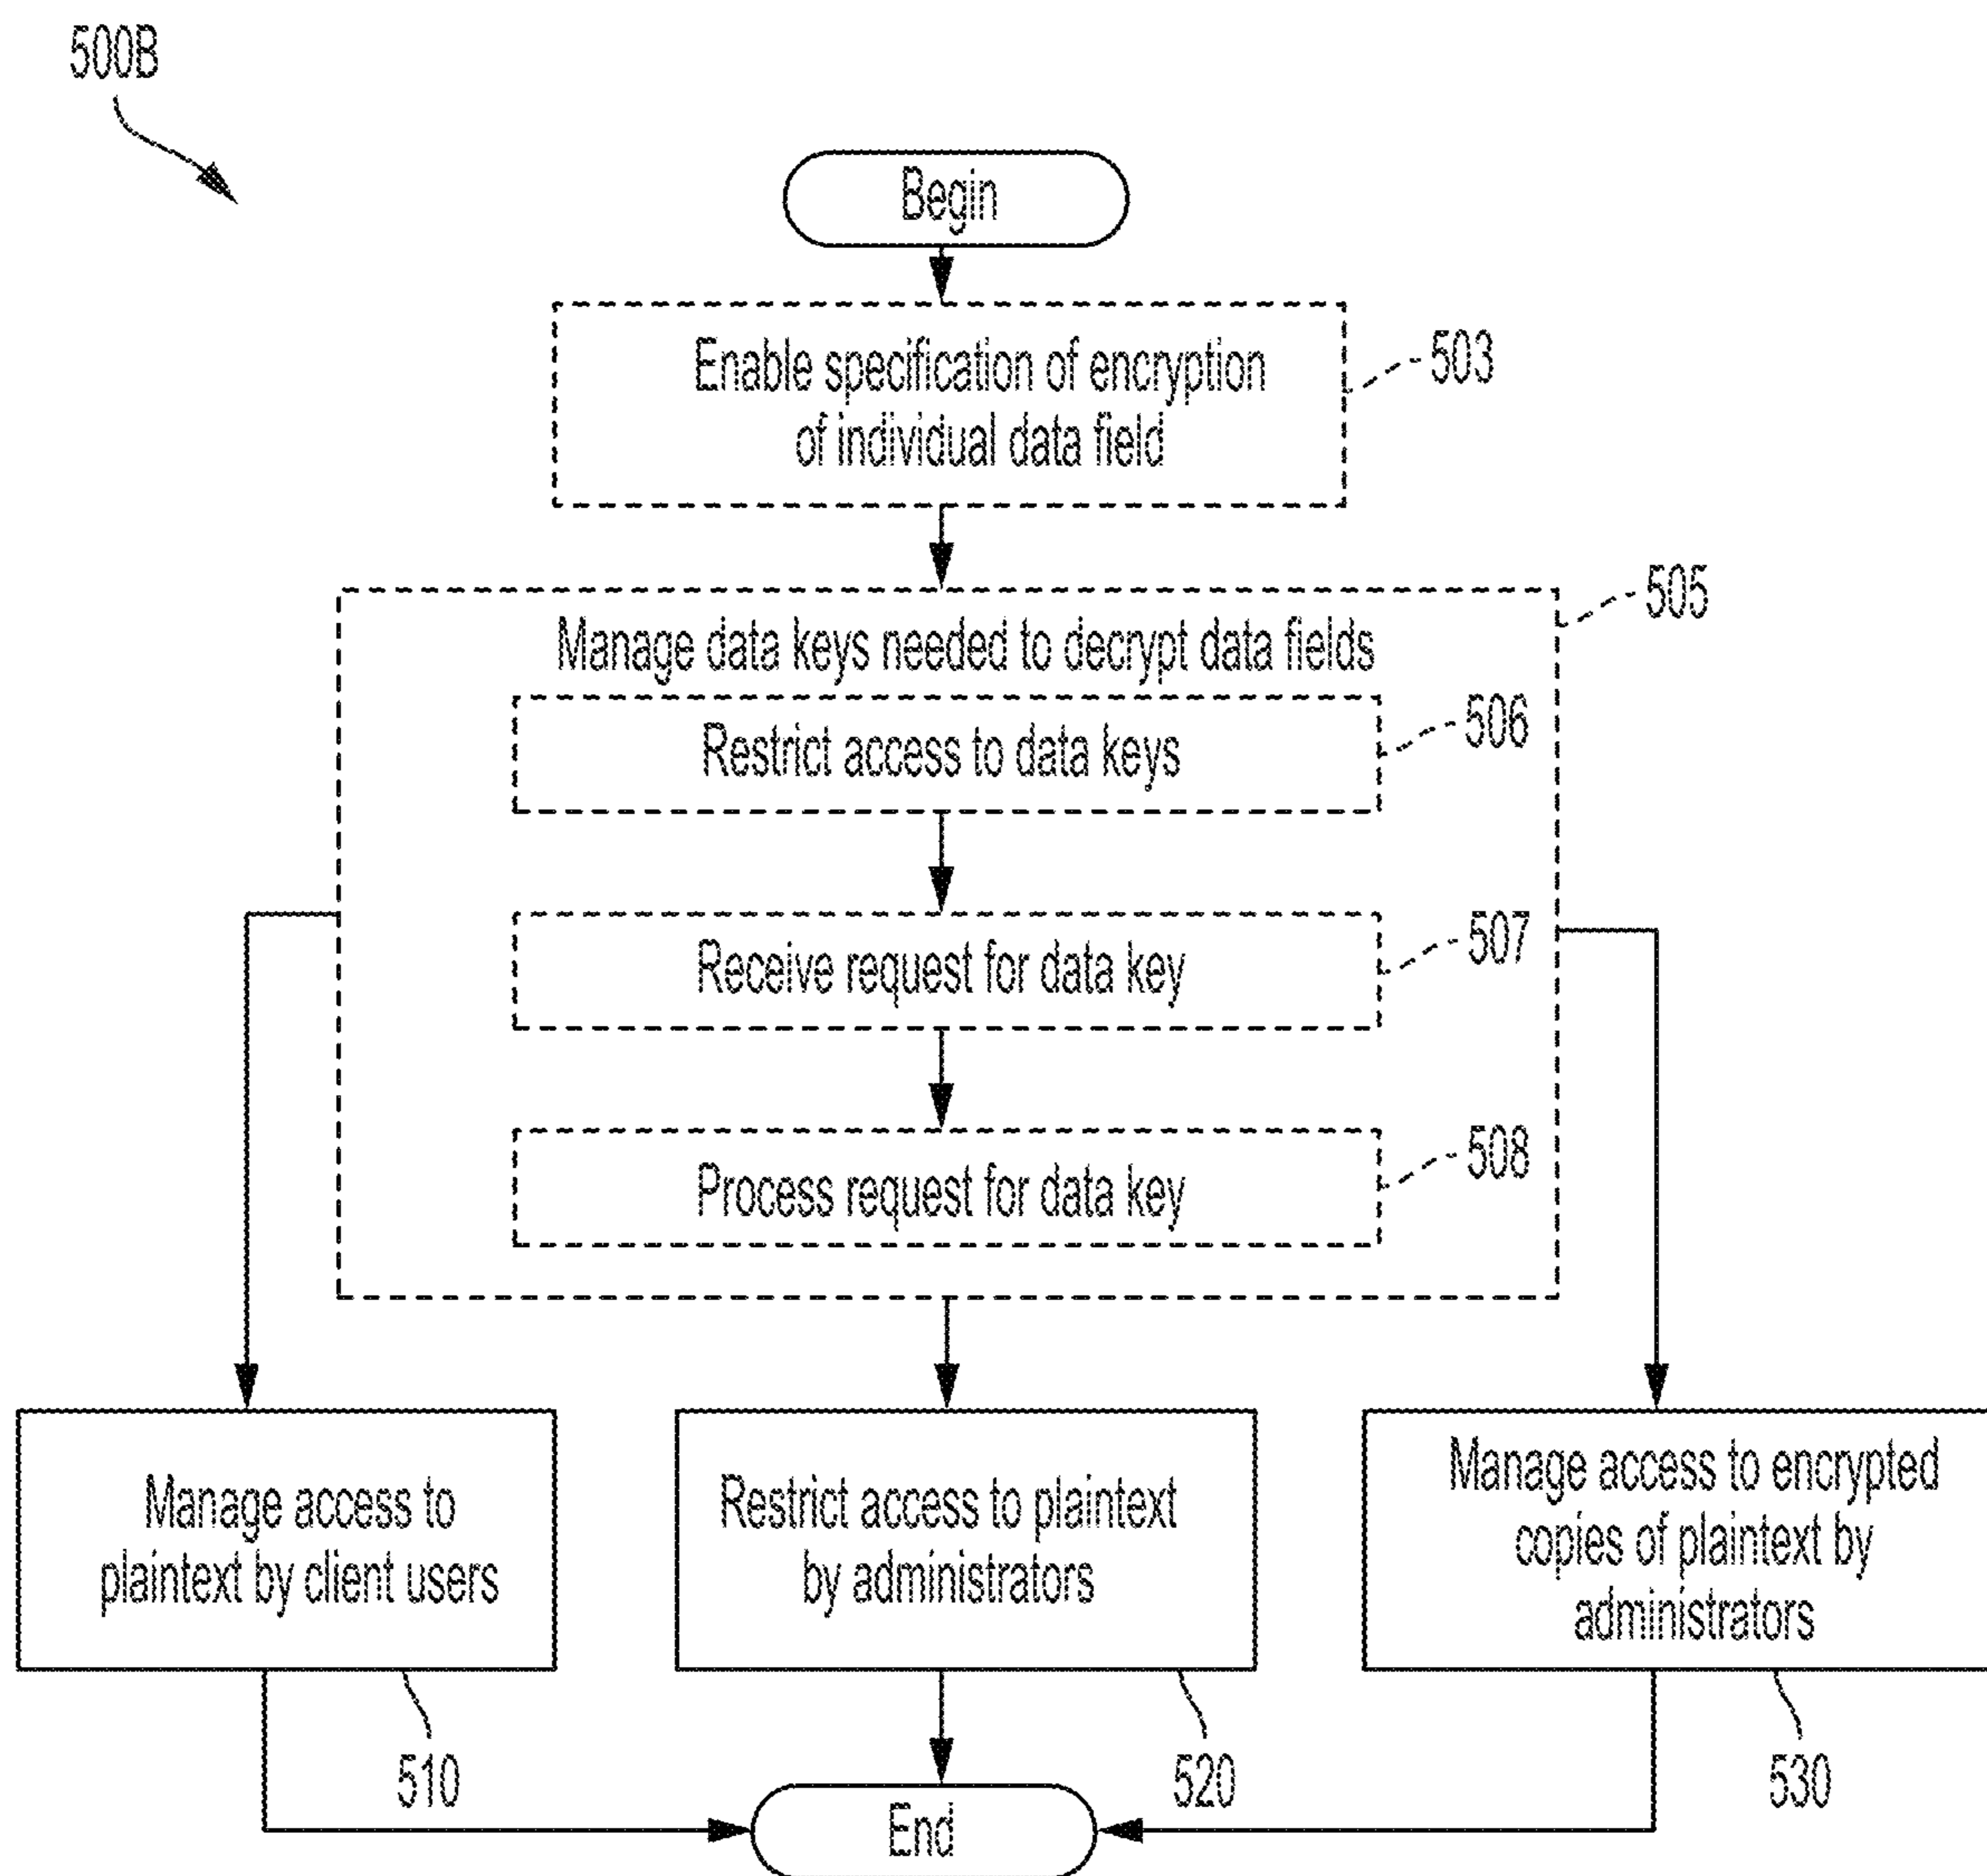 500B
Begin
Enable specification of encryption
of individual data field
503
505
Manage data keys needed to decrypt data fields
Restrict access to data keys
506
Receive request for data key
507
Process request for data key
508
Manage access to
plaintext by client users
510
Restrict access to plaintext
by administrators
520
Manage access to encrypted
copies of plaintext by
administrators
530
End